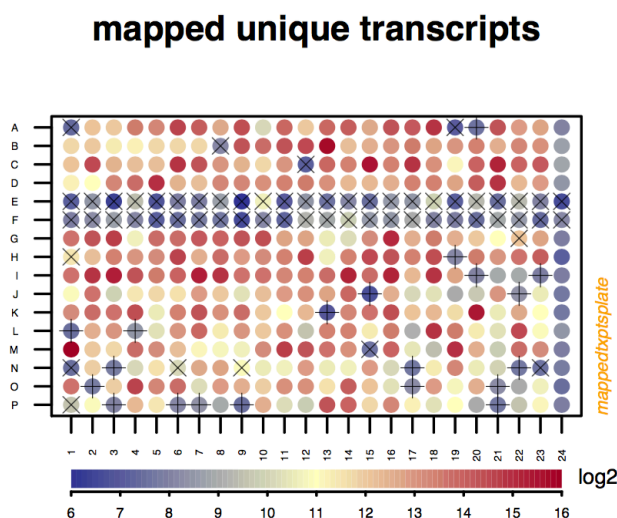 mapped unique transcripts
A
B
C
D
E
F
G
H
I
J
K
L
M
N
O
P
mappedtxptsplate
1 2 3 4 5 6 7 8 9 10 11 12 13 14 15 16 17 18 19 20 21 22 23 24
log2
6 7 8 9 10 11 12 13 14 15 16